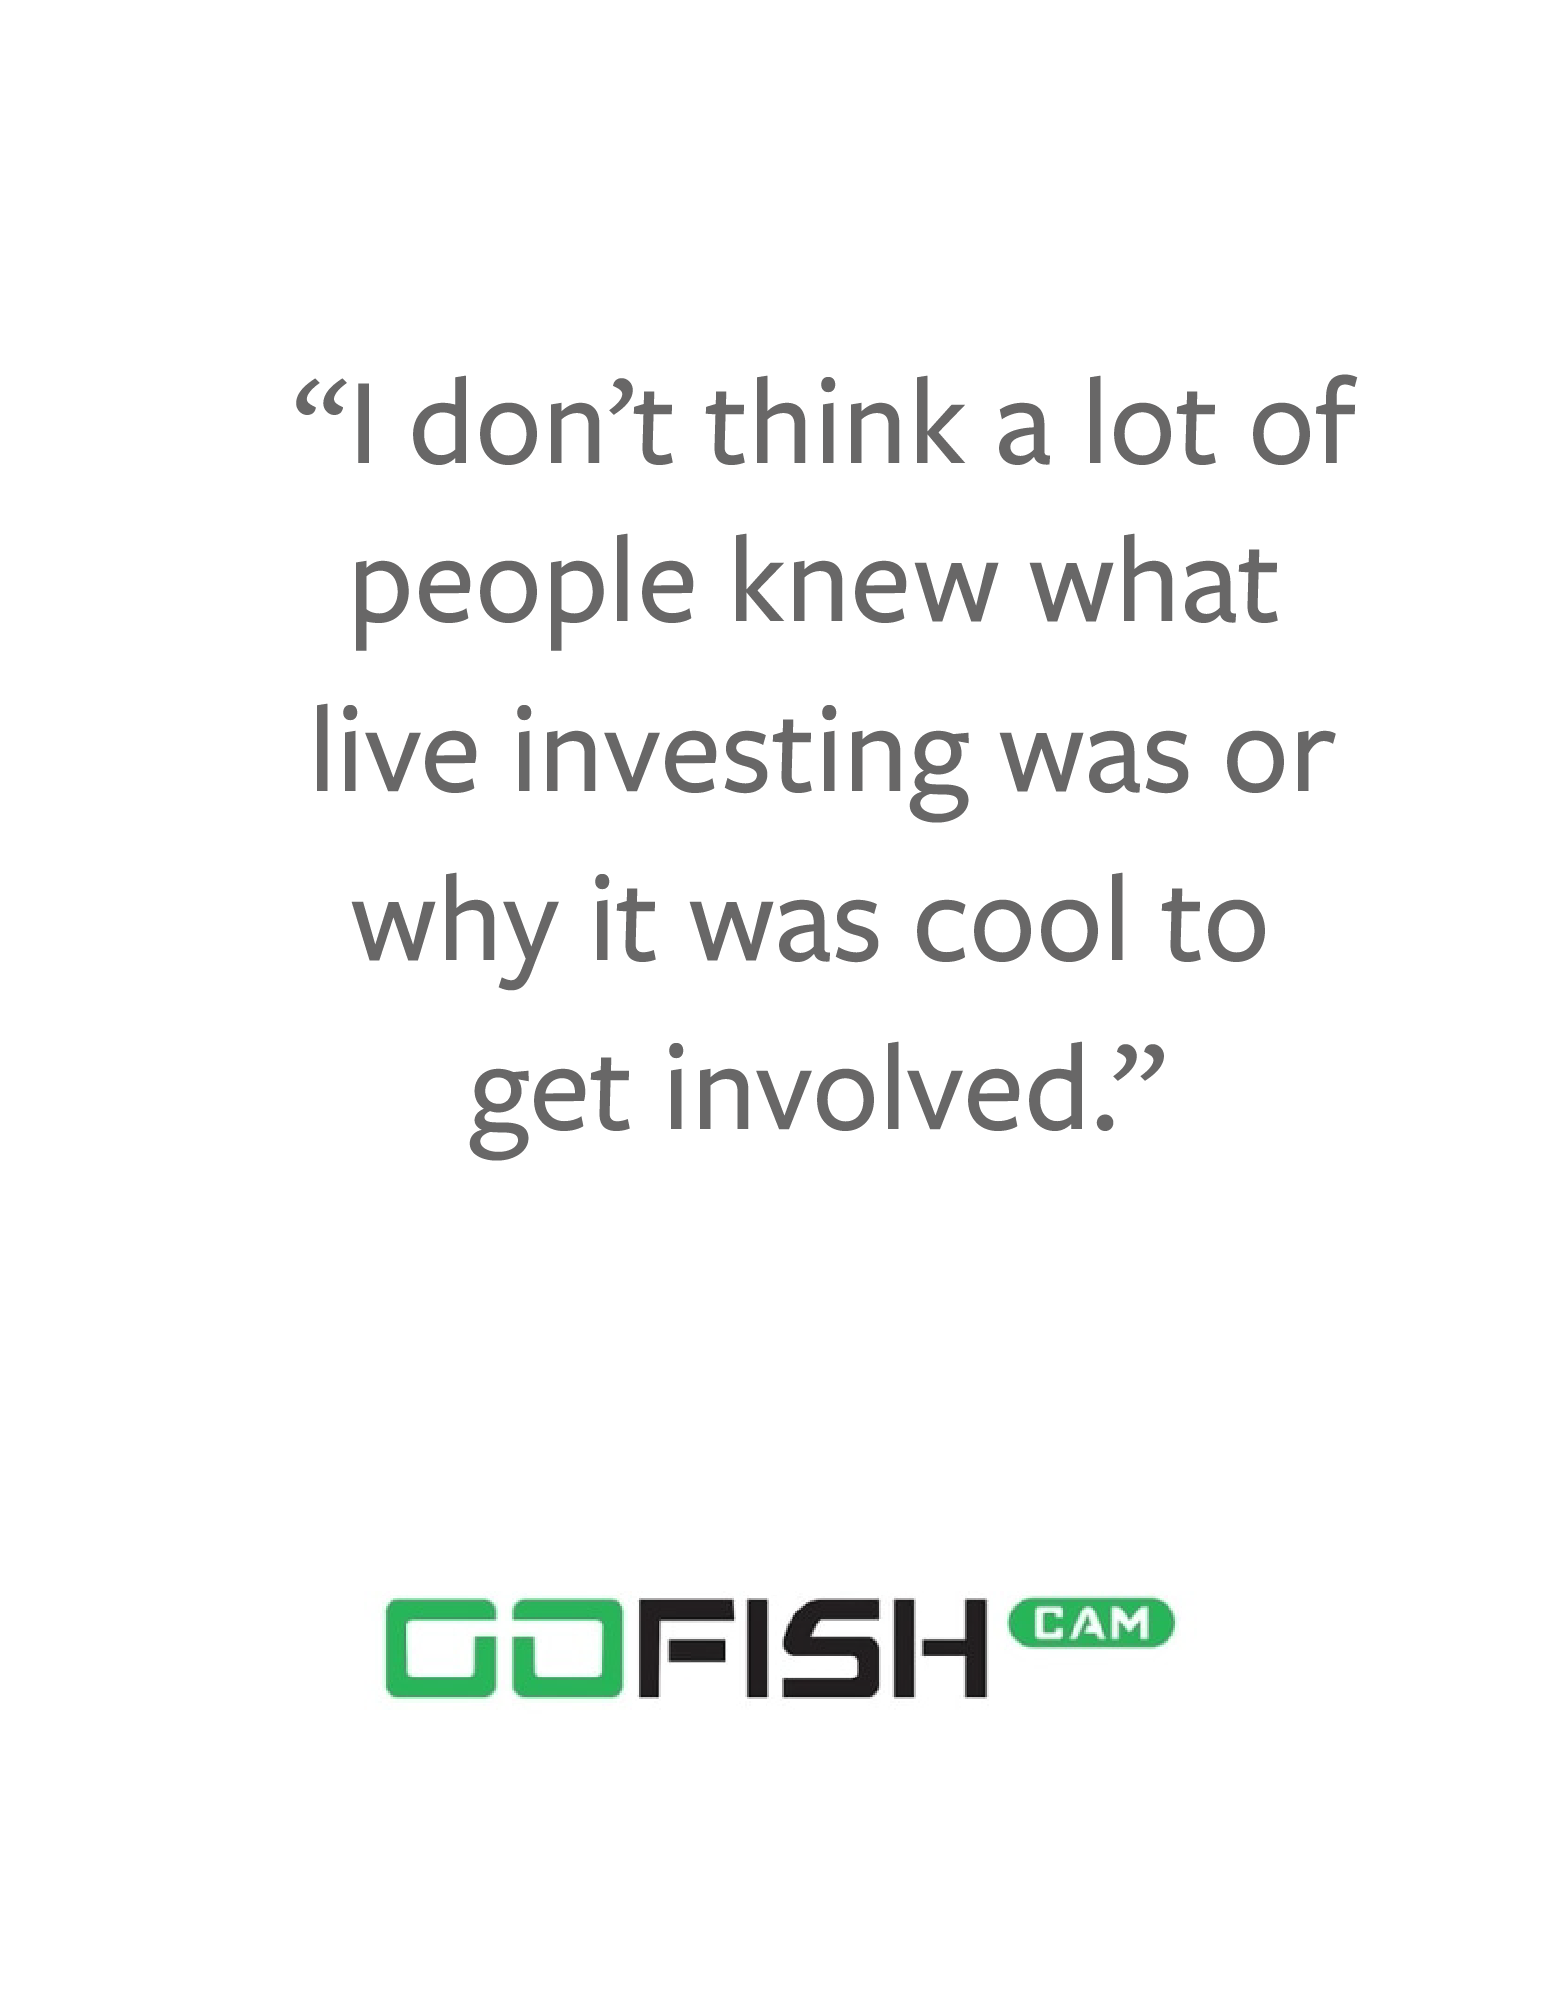 “I don’t think a lot of
people knew what
live investing was or
why it was cool to
get involved.”
GOFISH CAM